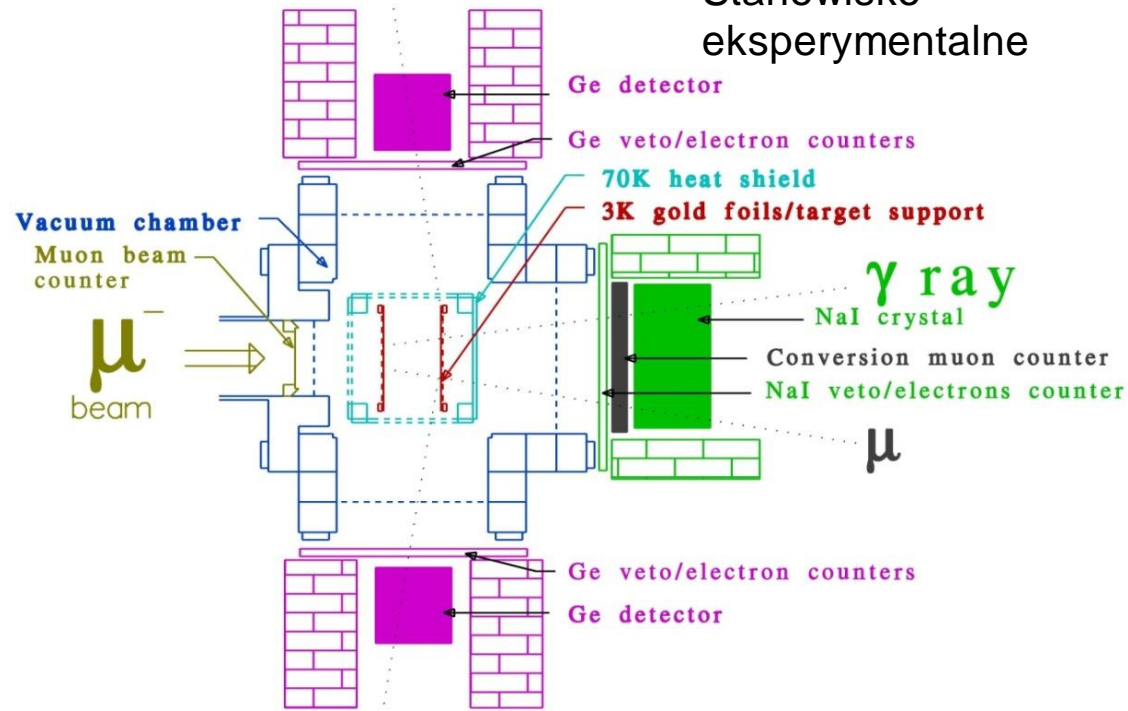 Stanowisko
eksperymentalne
Ge detector
Ge veto/electron counters
70K heat shield
3K gold foils/target support
Vacuum chamber
Muon beam
counter
μ⁻
beam
γ ray
NaI crystal
Conversion muon counter
NaI veto/electrons counter
μ
Ge veto/electron counters
Ge detector